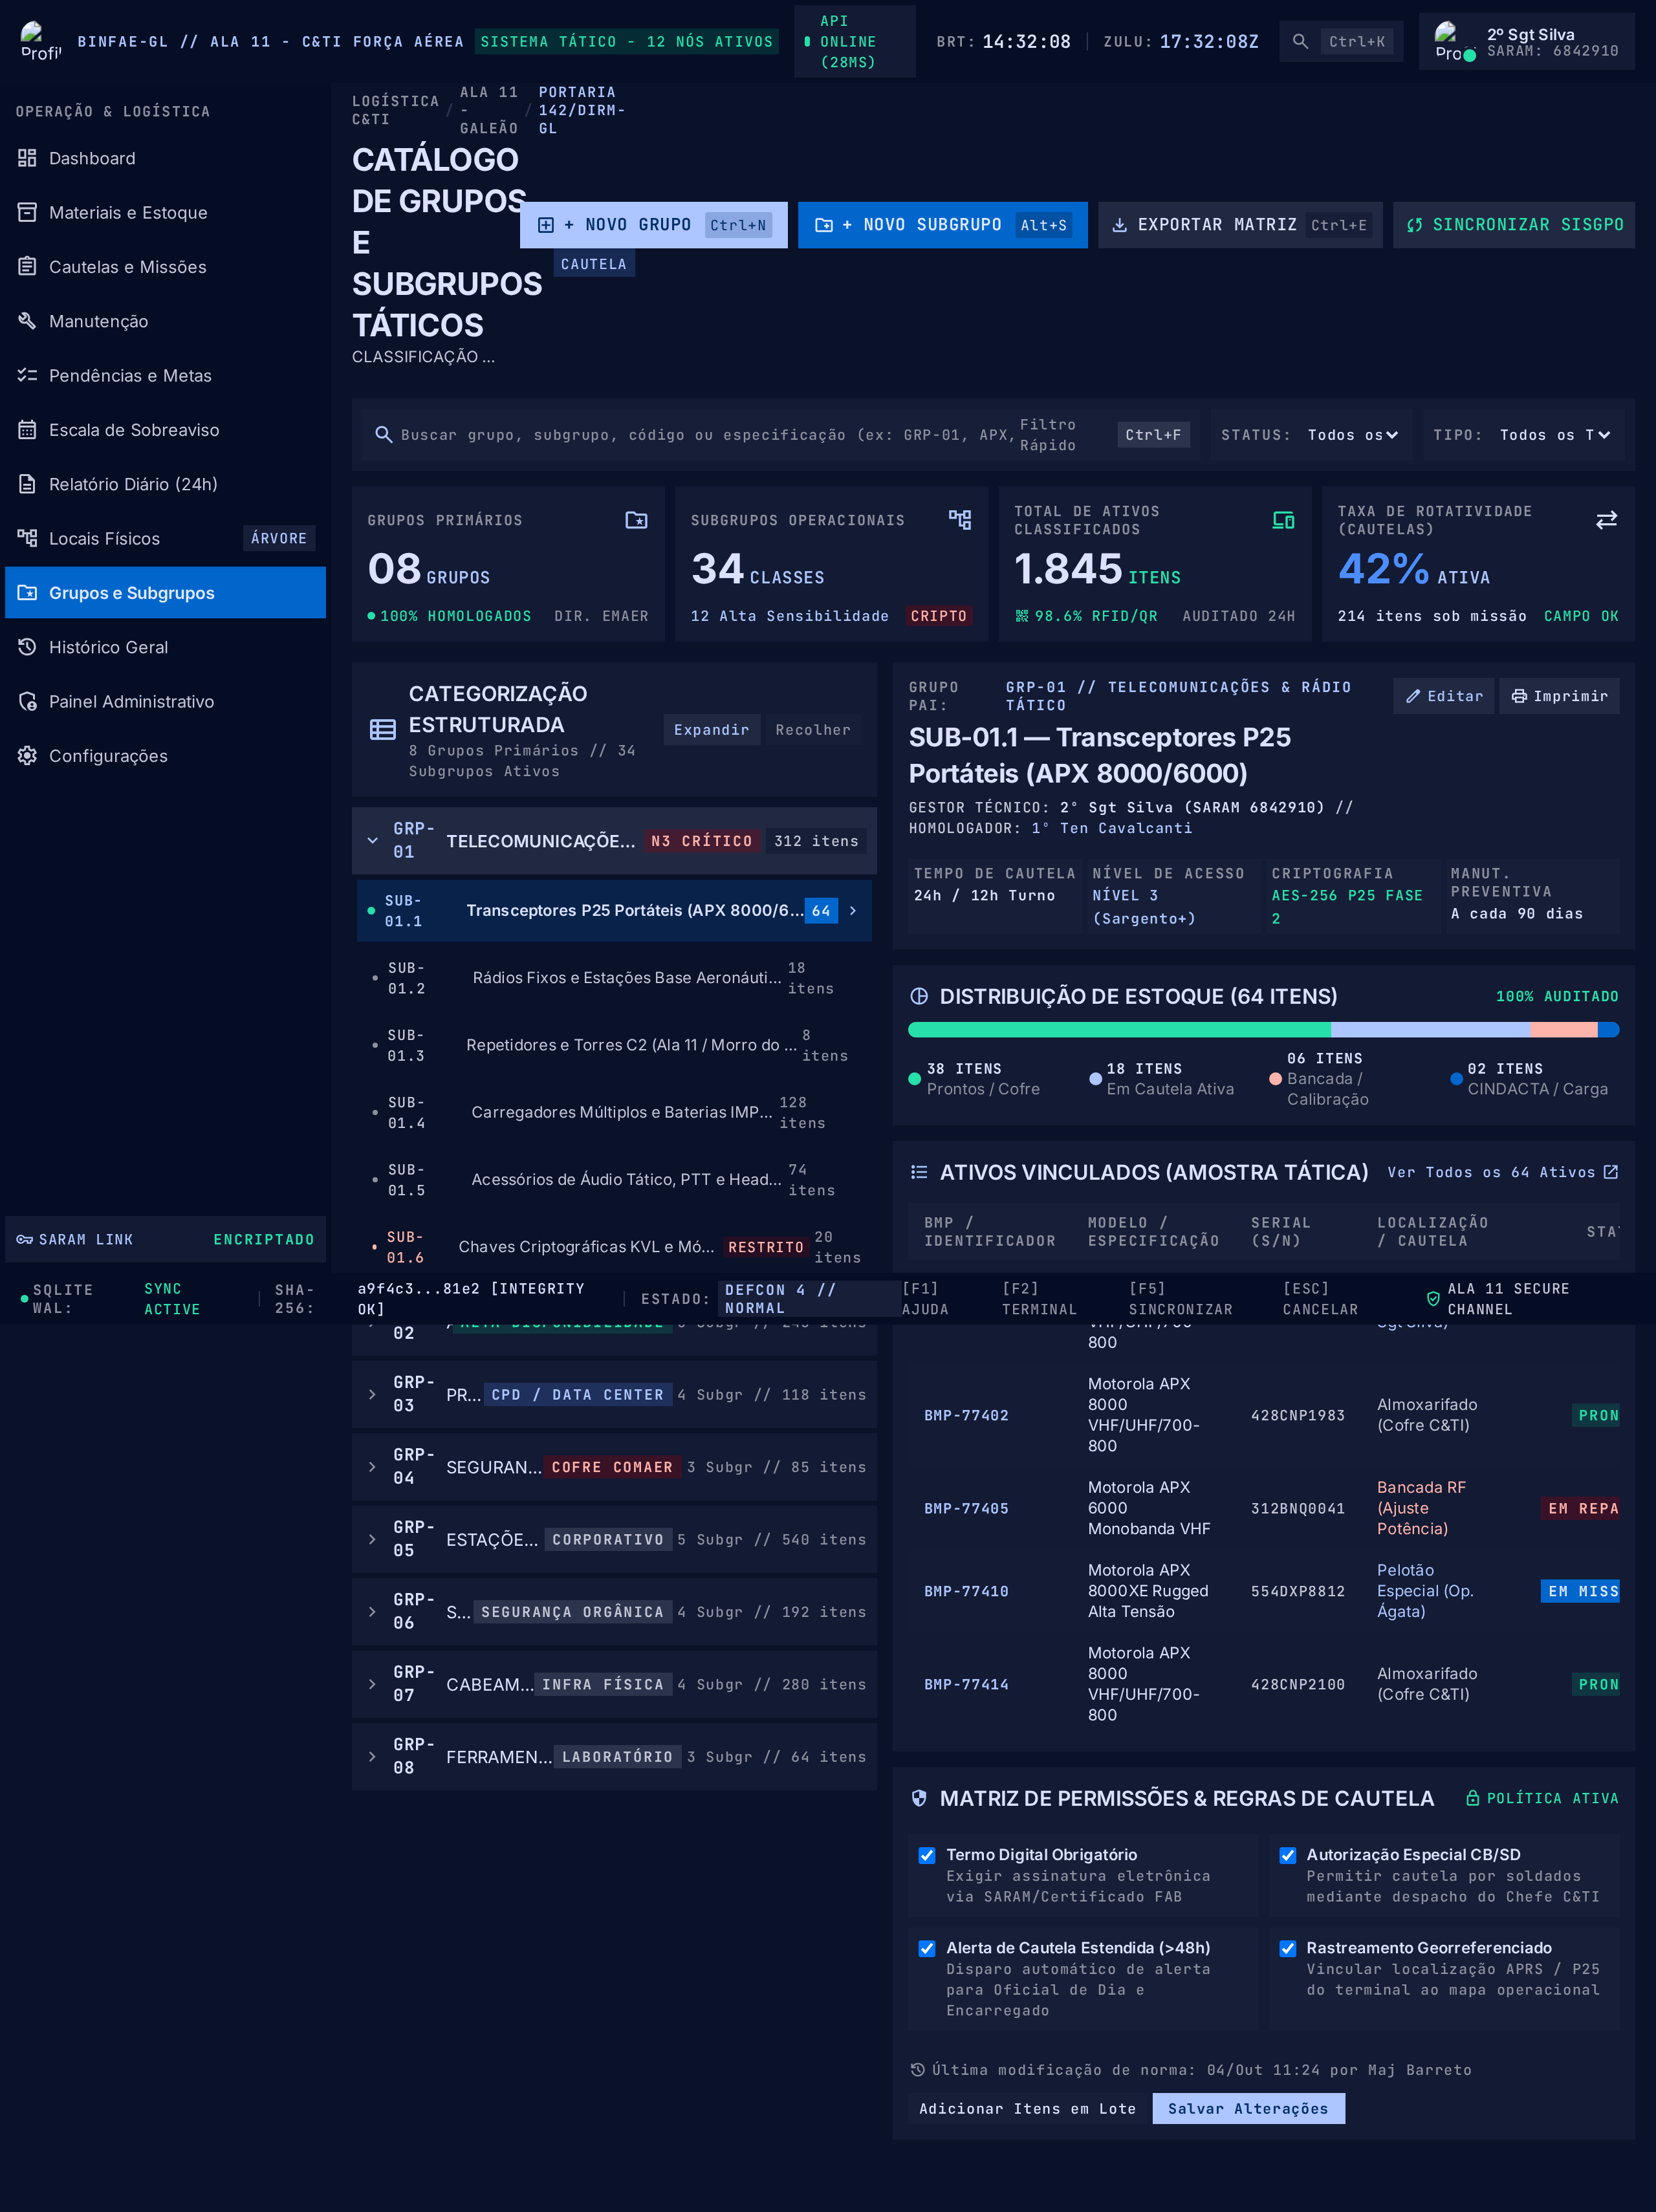 Profil
BINFAE-GL // ALA 11 - C&TI FORÇA AÉREA
SISTEMA TÁTICO - 12 NÓS ATIVOS
API
ONLINE
(28MS)
BRT: 14:32:08
ZULU: 17:32:08Z
Ctrl+K
Pro
2º Sgt Silva
SARAM: 6842910
OPERAÇÃO & LOGÍSTICA
Dashboard
Materiais e Estoque
Cautelas e Missões
Manutenção
Pendências e Metas
Escala de Sobreaviso
Relatório Diário (24h)
Locais Físicos
ÁRVORE
Grupos e Subgrupos
Histórico Geral
Painel Administrativo
Configurações
SARAM LINK
ENCRIPTADO
LOGÍSTICA
C&TI
/
ALA 11
-
GALEÃO
/
PORTARIA
142/DIRM-
GL
CATÁLOGO
DE GRUPOS
E
SUBGRUPOS
TÁTICOS
CAUTELA
CLASSIFICAÇÃO ...
+ NOVO GRUPO Ctrl+N
+ NOVO SUBGRUPO Alt+S
EXPORTAR MATRIZ Ctrl+E
SINCRONIZAR SISGPO
Buscar grupo, subgrupo, código ou especificação (ex: GRP-01, APX,
Filtro
Rápido
Ctrl+F
STATUS: Todos os
TIPO: Todos os T
GRUPOS PRIMÁRIOS
08 GRUPOS
100% HOMOLOGADOS
DIR. EMAER
SUBGRUPOS OPERACIONAIS
34 CLASSES
12 Alta Sensibilidade
CRIPTO
TOTAL DE ATIVOS
CLASSIFICADOS
1.845 ITENS
98.6% RFID/QR
AUDITADO 24H
TAXA DE ROTATIVIDADE
(CAUTELAS)
42% ATIVA
214 itens sob missão
CAMPO OK
CATEGORIZAÇÃO
ESTRUTURADA
8 Grupos Primários // 34
Subgrupos Ativos
Expandir
Recolher
GRP-
01
TELECOMUNICAÇÕE...
N3 CRÍTICO
312 itens
SUB-
01.1
Transceptores P25 Portáteis (APX 8000/6...
64
SUB-
01.2
Rádios Fixos e Estações Base Aeronáuti...
18
itens
SUB-
01.3
Repetidores e Torres C2 (Ala 11 / Morro do ...
8
itens
SUB-
01.4
Carregadores Múltiplos e Baterias IMP...
128
itens
SUB-
01.5
Acessórios de Áudio Tático, PTT e Head...
74
itens
SUB-
01.6
Chaves Criptográficas KVL e Mó...
RESTRITO
20
itens
02
GRP-
03
PR...
CPD / DATA CENTER
4 Subgr // 118 itens
GRP-
04
SEGURAN...
COFRE COMAER
3 Subgr // 85 itens
GRP-
05
ESTAÇÕE...
CORPORATIVO
5 Subgr // 540 itens
GRP-
06
S...
SEGURANÇA ORGÂNICA
4 Subgr // 192 itens
GRP-
07
CABEAM...
INFRA FÍSICA
4 Subgr // 280 itens
GRP-
08
FERRAMEN...
LABORATÓRIO
3 Subgr // 64 itens
GRUPO
PAI:
GRP-01 // TELECOMUNICAÇÕES & RÁDIO
TÁTICO
Editar
Imprimir
SUB-01.1 — Transceptores P25
Portáteis (APX 8000/6000)
GESTOR TÉCNICO: 2º Sgt Silva (SARAM 6842910) //
HOMOLOGADOR: 1º Ten Cavalcanti
TEMPO DE CAUTELA
24h / 12h Turno
NÍVEL DE ACESSO
NÍVEL 3
(Sargento+)
CRIPTOGRAFIA
AES-256 P25 FASE
2
MANUT.
PREVENTIVA
A cada 90 dias
DISTRIBUIÇÃO DE ESTOQUE (64 ITENS)
100% AUDITADO
38 ITENS
Prontos / Cofre
18 ITENS
Em Cautela Ativa
06 ITENS
Bancada /
Calibração
02 ITENS
CINDACTA / Carga
ATIVOS VINCULADOS (AMOSTRA TÁTICA)
Ver Todos os 64 Ativos
BMP /
IDENTIFICADOR
MODELO /
ESPECIFICAÇÃO
SERIAL
(S/N)
LOCALIZAÇÃO
/ CAUTELA
STAT
800
BMP-77402
Motorola APX
8000
VHF/UHF/700-
800
428CNP1983
Almoxarifado
(Cofre C&TI)
PRON
BMP-77405
Motorola APX
6000
Monobanda VHF
312BNQ0041
Bancada RF
(Ajuste
Potência)
EM REPA
BMP-77410
Motorola APX
8000XE Rugged
Alta Tensão
554DXP8812
Pelotão
Especial (Op.
Ágata)
EM MISS
BMP-77414
Motorola APX
8000
VHF/UHF/700-
800
428CNP2100
Almoxarifado
(Cofre C&TI)
PRON
MATRIZ DE PERMISSÕES & REGRAS DE CAUTELA
POLÍTICA ATIVA
Termo Digital Obrigatório
Exigir assinatura eletrônica
via SARAM/Certificado FAB
Autorização Especial CB/SD
Permitir cautela por soldados
mediante despacho do Chefe C&TI
Alerta de Cautela Estendida (>48h)
Disparo automático de alerta
para Oficial de Dia e
Encarregado
Rastreamento Georreferenciado
Vincular localização APRS / P25
do terminal ao mapa operacional
Última modificação de norma: 04/Out 11:24 por Maj Barreto
Adicionar Itens em Lote
Salvar Alterações
SQLITE
WAL:
SYNC
ACTIVE
SHA-
256:
a9f4c3...81e2 [INTEGRITY
OK]
ESTADO:
DEFCON 4 //
NORMAL
[F1]
AJUDA
[F2]
TERMINAL
[F5]
SINCRONIZAR
[ESC]
CANCELAR
ALA 11 SECURE
CHANNEL